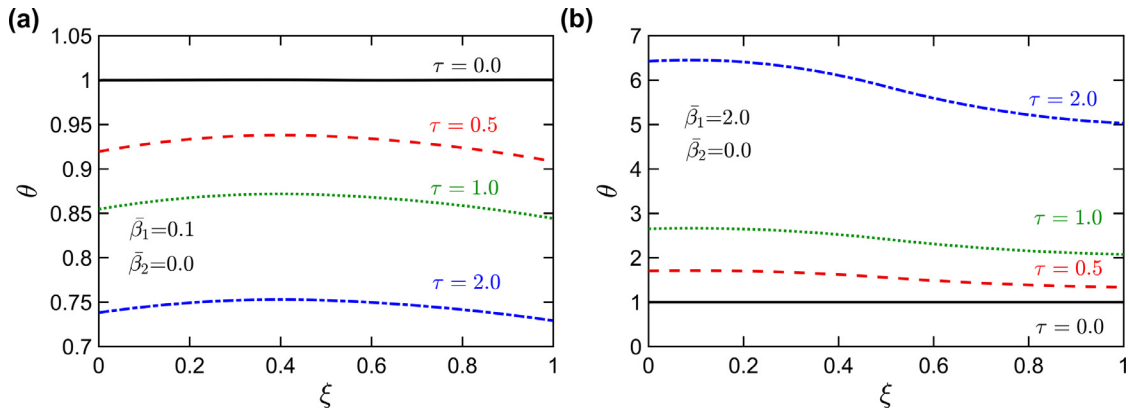 (a)
1.05
1
0.95
0.9
0.85
0.8
0.75
0.7
θ
τ = 0.0
τ = 0.5
τ = 1.0
β̄₁=0.1
β̄₂=0.0
τ = 2.0
0 0.2 0.4 0.6 0.8 1
ξ
(b)
7
6
5
4
3
2
1
0
θ
τ = 2.0
β̄₁=2.0
β̄₂=0.0
τ = 1.0
τ = 0.5
τ = 0.0
0 0.2 0.4 0.6 0.8 1
ξ